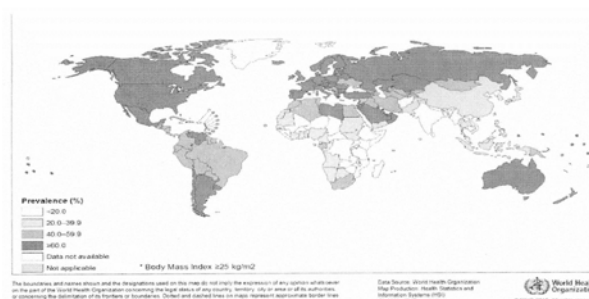 Prevalence (%)
<20.0
20.0-39.9
40.0-59.9
≥60.0
Data not available
Not applicable
* Body Mass Index ≥25 kg/m2
The boundaries and names shown and the designations used on this map do not imply the expression of any opinion whatsoever
on the part of the World Health Organization concerning the legal status of any country, territory, city or area or of its authorities,
or concerning the delimitation of its frontiers or boundaries. Dotted and dashed lines on maps represent approximate border lines
Data Source: World Health Organization
Map Production: Health Statistics and
Information Systems (HSI)
World Hea
Organizatio